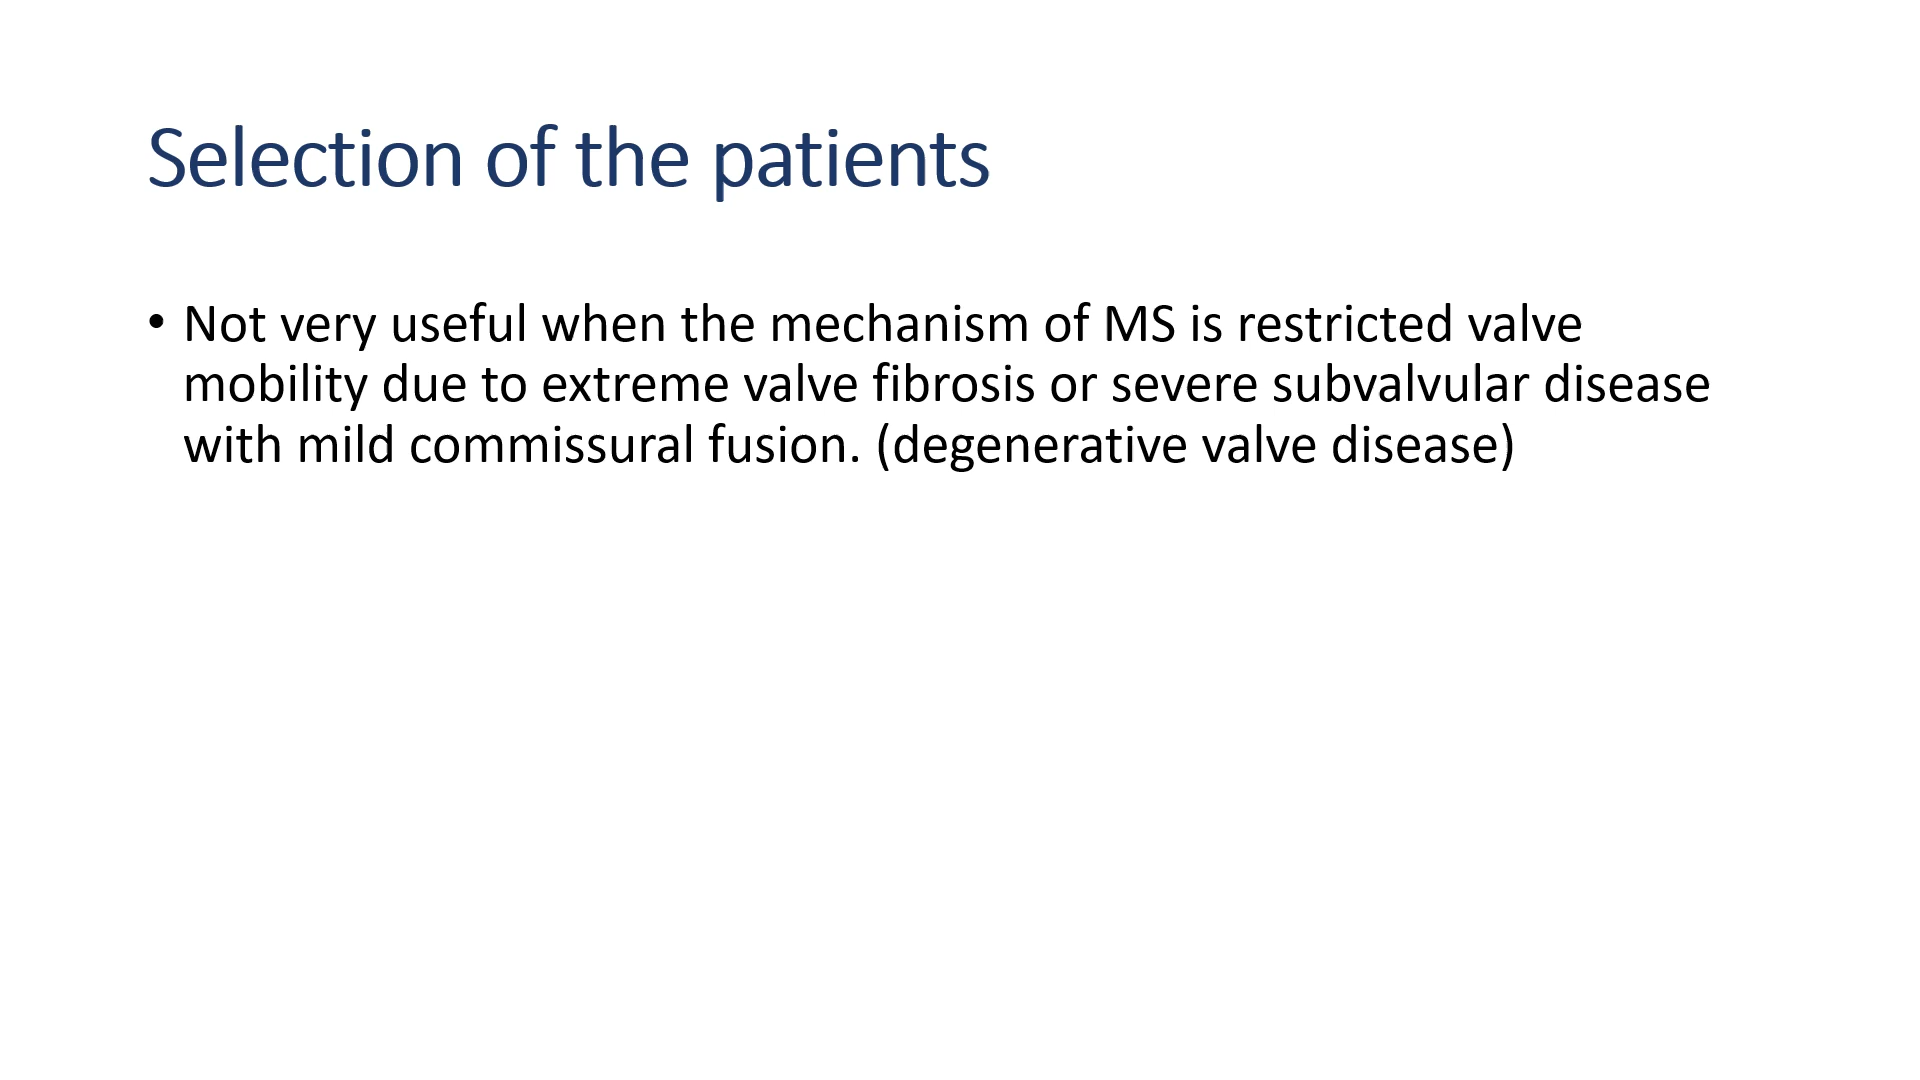 Selection of the patients
• Not very useful when the mechanism of MS is restricted valve
mobility due to extreme valve fibrosis or severe subvalvular disease
with mild commissural fusion. (degenerative valve disease)